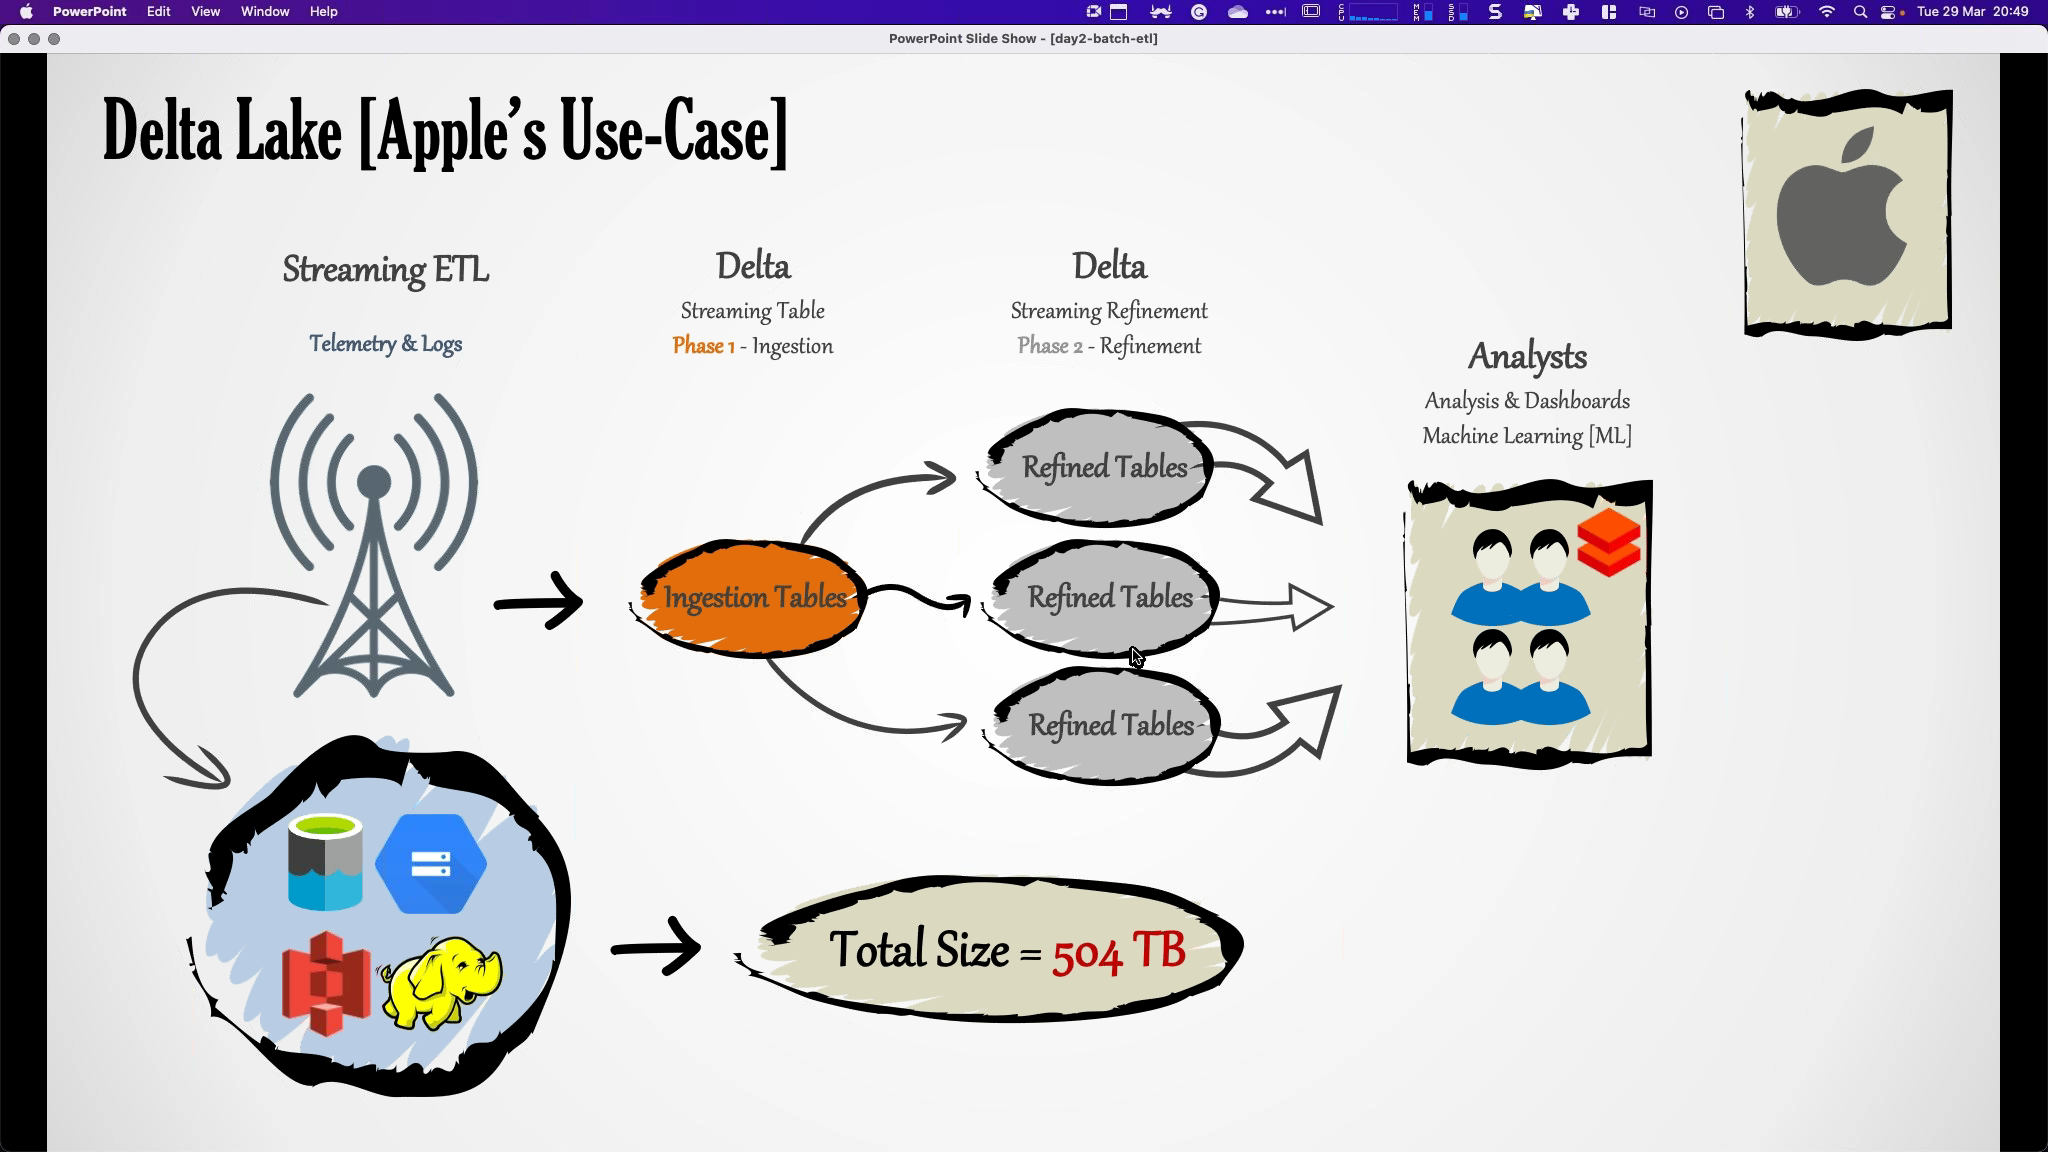 PowerPoint Edit View Window Help
Tue 29 Mar 20:49
PowerPoint Slide Show - [day2-batch-etl]
Delta Lake [Apple's Use-Case]
Streaming ETL
Telemetry & Logs
Delta
Streaming Table
Phase 1 - Ingestion
Delta
Streaming Refinement
Phase 2 - Refinement
Analysts
Analysis & Dashboards
Machine Learning [ML]
Refined Tables
Ingestion Tables
Refined Tables
Refined Tables
Total Size = 504 TB